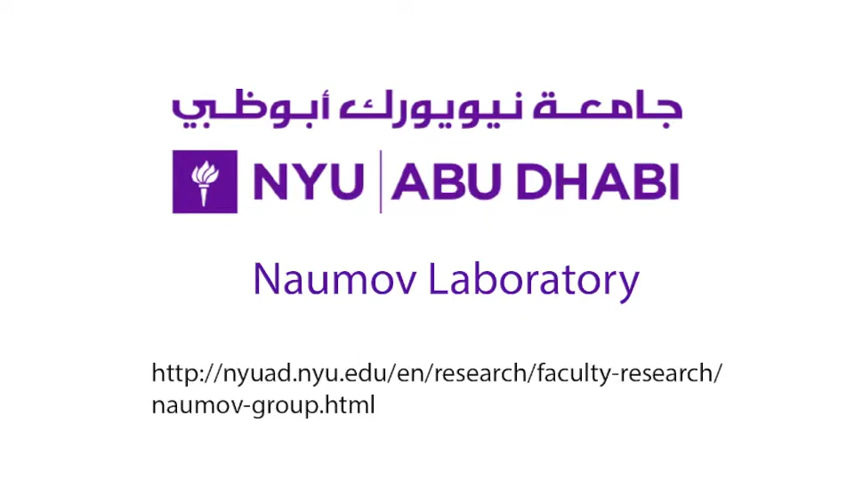 جامعة نيويورك أبوظبي
NYU | ABU DHABI
Naumov Laboratory
http://nyuad.nyu.edu/en/research/faculty-research/
naumov-group.html